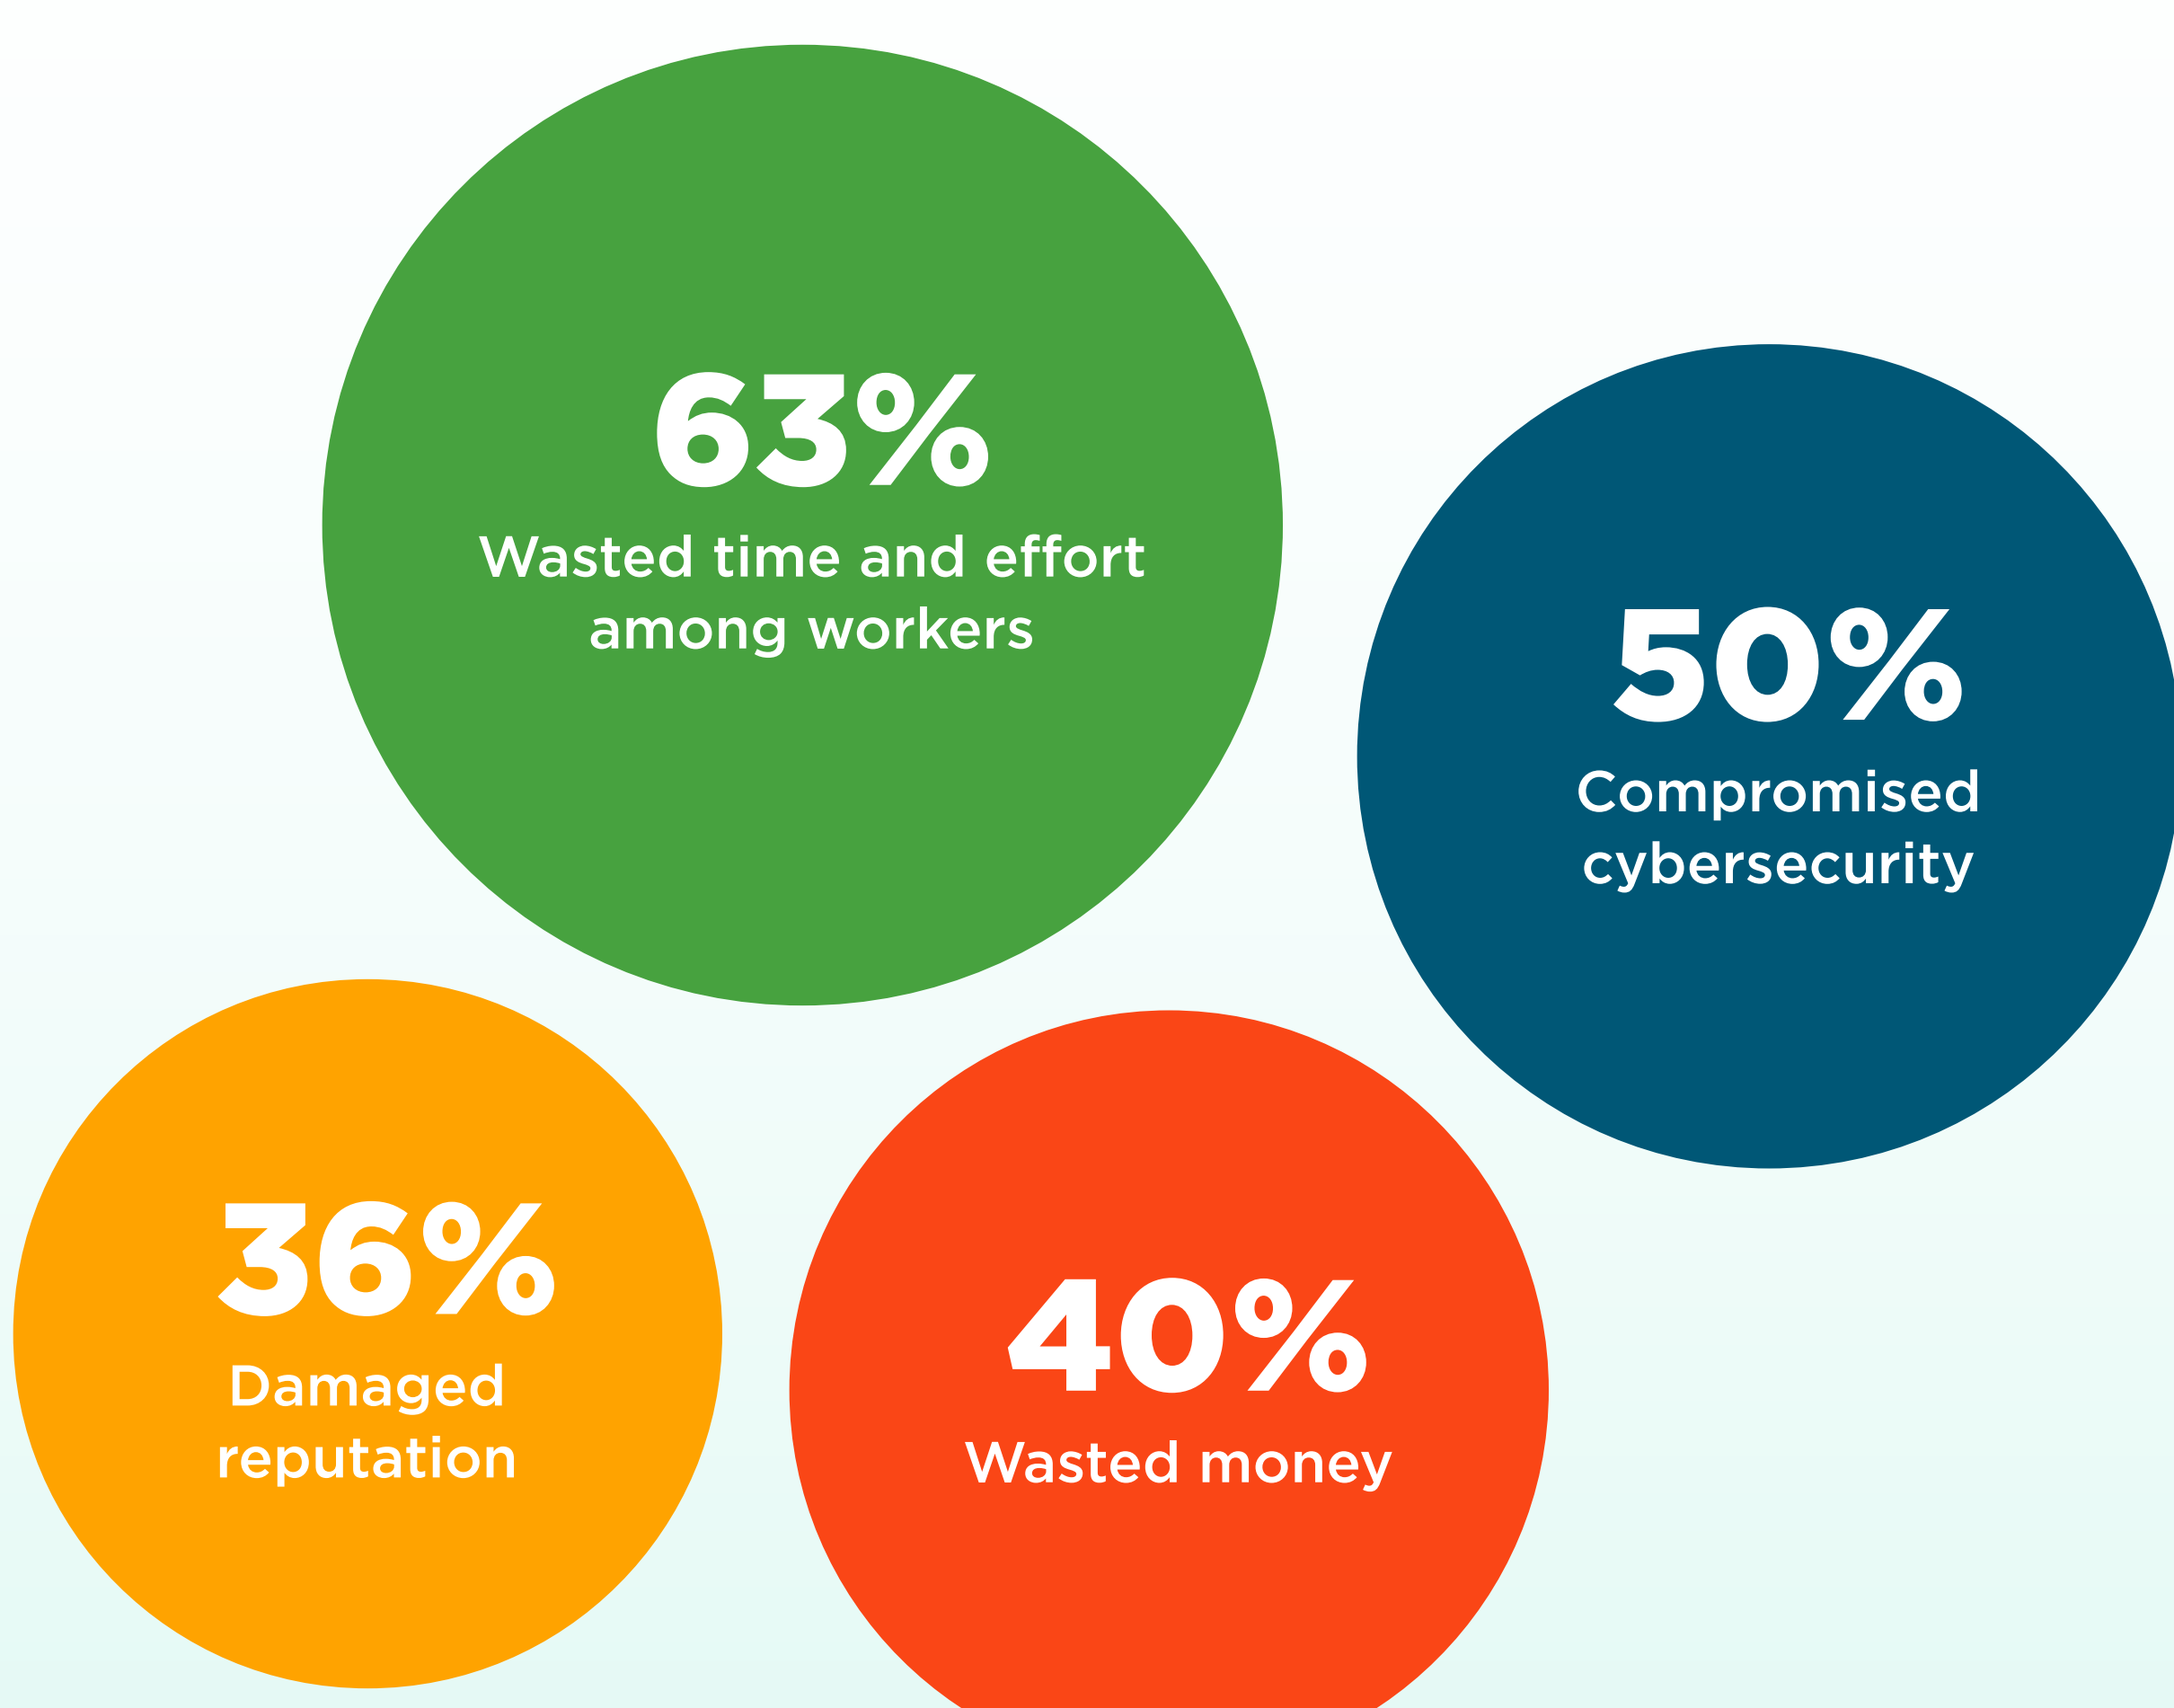 63%
Wasted time and effort
among workers
50%
Compromised
cybersecurity
36%
Damaged
reputation
40%
Wasted money